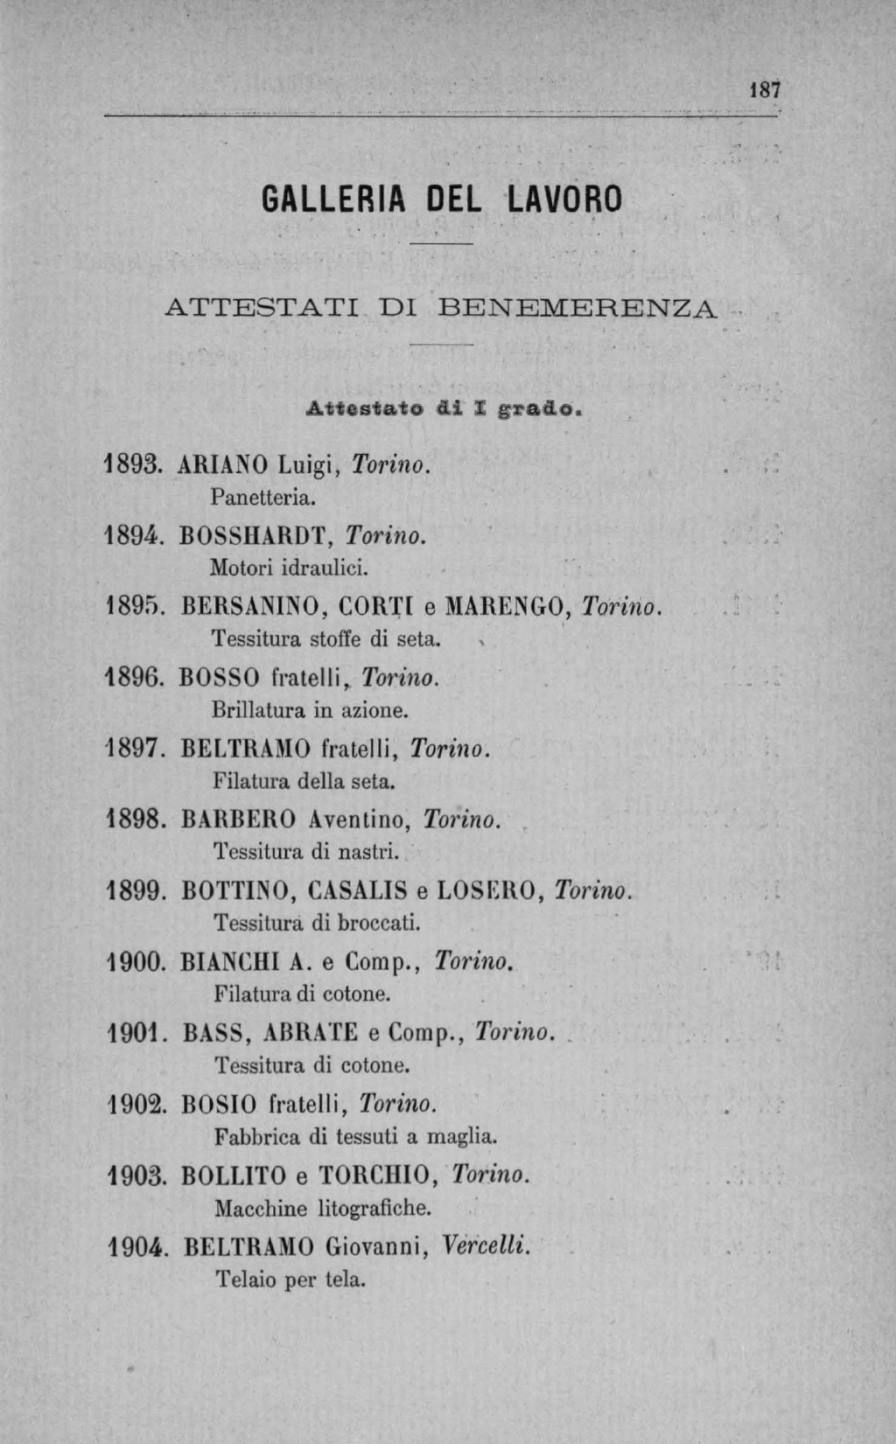 187
GALLERIA DEL LAVORO
ATTESTATI DI BENEMERENZA
Attestato di I grado.
1893. ARIANO Luigi, Torino.
Panetteria.
1894. BOSSHARDT, Torino.
Motori idraulici.
1895. BERSANINO, CORTI e MARENGO, Torino.
Tessitura stoffe di seta.
1896. BOSSO fratelli, Torino.
Brillatura in azione.
1897. BELTRAMO fratelli, Torino.
Filatura della seta.
1898. BARBERO Aventino, Torino.
Tessitura di nastri.
1899. BOTTINO, CASALIS e LOSERO, Torino.
Tessitura di broccati.
1900. BIANCHI A. e Comp., Torino.
Filatura di cotone.
1901. BASS, ABRATE e Comp., Torino.
Tessitura di cotone.
1902. BOSIO fratelli, Torino.
Fabbrica di tessuti a maglia.
1903. BOLLITO e TORCHIO, Torino.
Macchine litografiche.
1904. BELTRAMO Giovanni, Vercelli.
Telaio per tela.